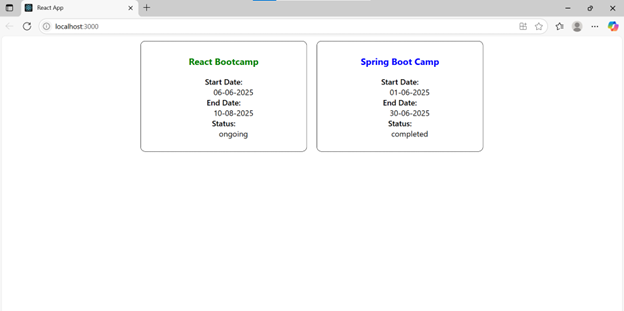 React App
localhost:3000
React Bootcamp
Start Date:
06-06-2025
End Date:
10-08-2025
Status:
ongoing
Spring Boot Camp
Start Date:
01-06-2025
End Date:
30-06-2025
Status:
completed